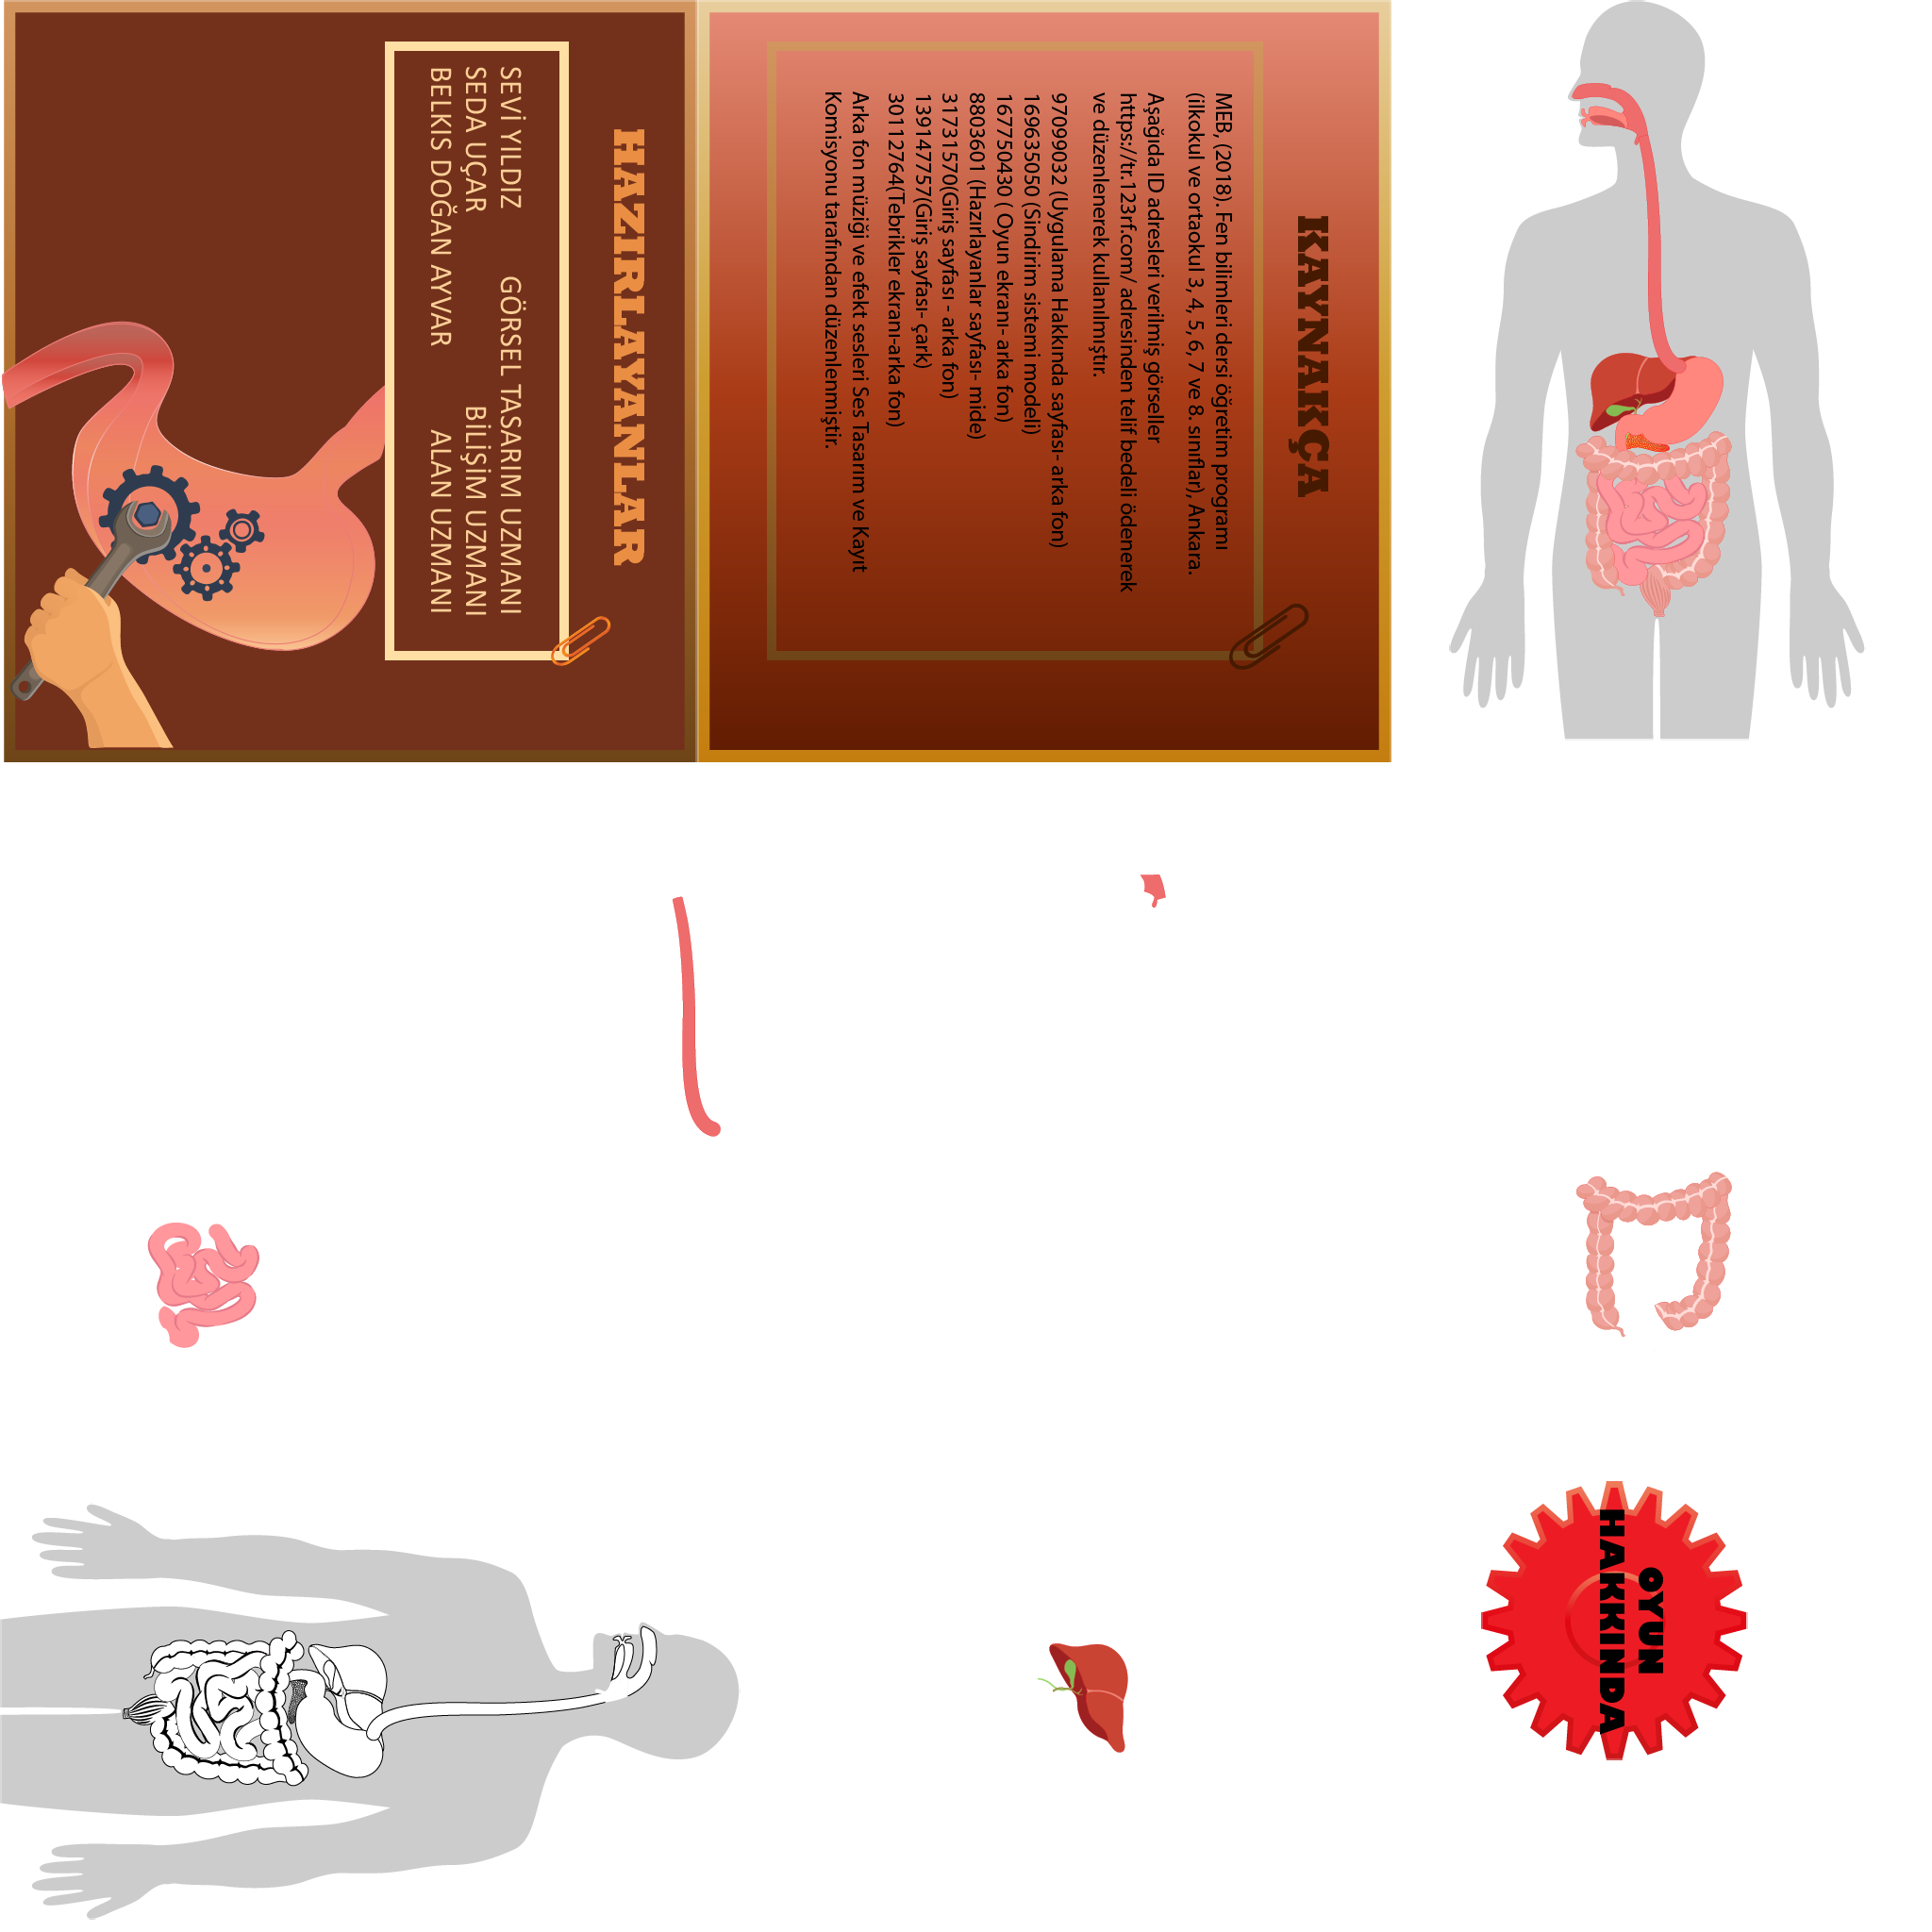 HAZIRLAYANLAR
SEVİ YILDIZ GÖRSEL TASARIM UZMANI
SEDA UÇAR BİLİŞİM UZMANI
BELKIS DOĞAN AYVAR ALAN UZMANI
KAYNAKÇA
MEB, (2018). Fen bilimleri dersi öğretim programı
(ilkokul ve ortaokul 3, 4, 5, 6, 7 ve 8. sınıflar), Ankara.
Aşağıda ID adresleri verilmiş görseller
https://tr.123rf.com/ adresinden telif bedeli ödenerek
ve düzenlenerek kullanılmıştır.
97099032 (Uygulama Hakkında sayfası- arka fon)
169635050 (Sindirim sistemi modeli)
167750430 ( Oyun ekranı- arka fon)
8803601 (Hazırlayanlar sayfası- mide)
31731570(Giriş sayfası - arka fon)
139147757(Giriş sayfası- çark)
30112764(Tebrikler ekranı-arka fon)
Arka fon müziği ve efekt sesleri Ses Tasarım ve Kayıt
Komisyonu tarafından düzenlenmiştir.
OYUN
HAKKINDA